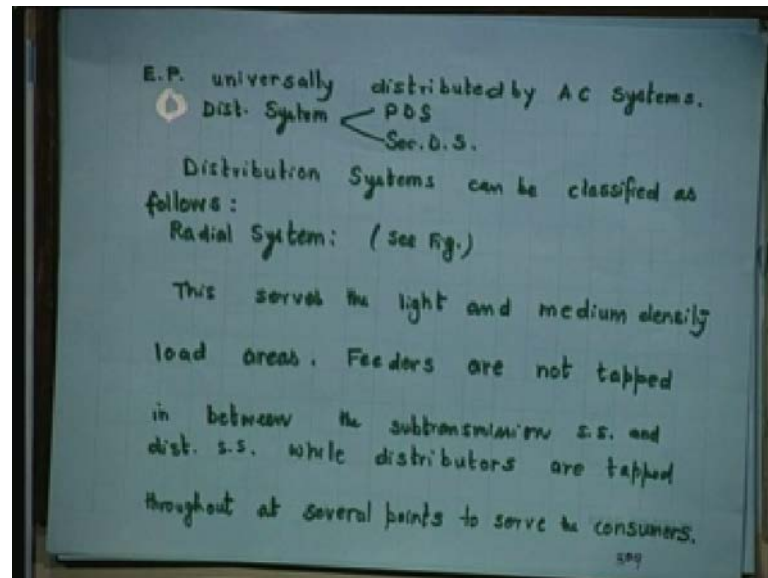 E.P. universally distributed by AC Systems.
Dist. System POS
Sec. D.S.
Distribution Systems can be classified as
follows :
Radial System: (see Fig.)
This serves the light and medium density
load areas. Feeders are not tapped
in between the subtransmission s.s. and
dist. s.s. while distributors are tapped
throughout at several points to serve the consumers.